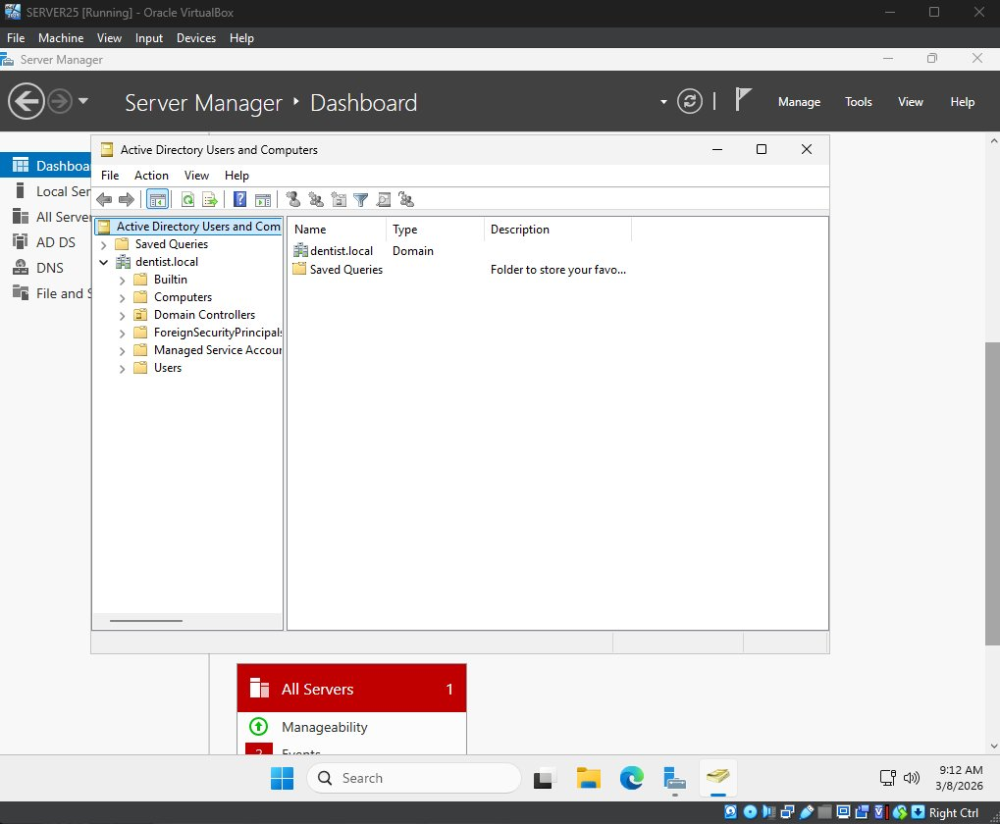 SERVER25 [Running] - Oracle VirtualBox
File Machine View Input Devices Help
Server Manager
Server Manager ‣ Dashboard
Manage Tools View Help
Dashboa
Local Ser
All Server
AD DS
DNS
File and S
Active Directory Users and Computers
File Action View Help
Active Directory Users and Com
Saved Queries
dentist.local
Builtin
Computers
Domain Controllers
ForeignSecurityPrincipals
Managed Service Accour
Users
Name Type Description
dentist.local Domain
Saved Queries Folder to store your favo...
All Servers 1
Manageability
2 Events
Search
9:12 AM
3/8/2026
Right Ctrl